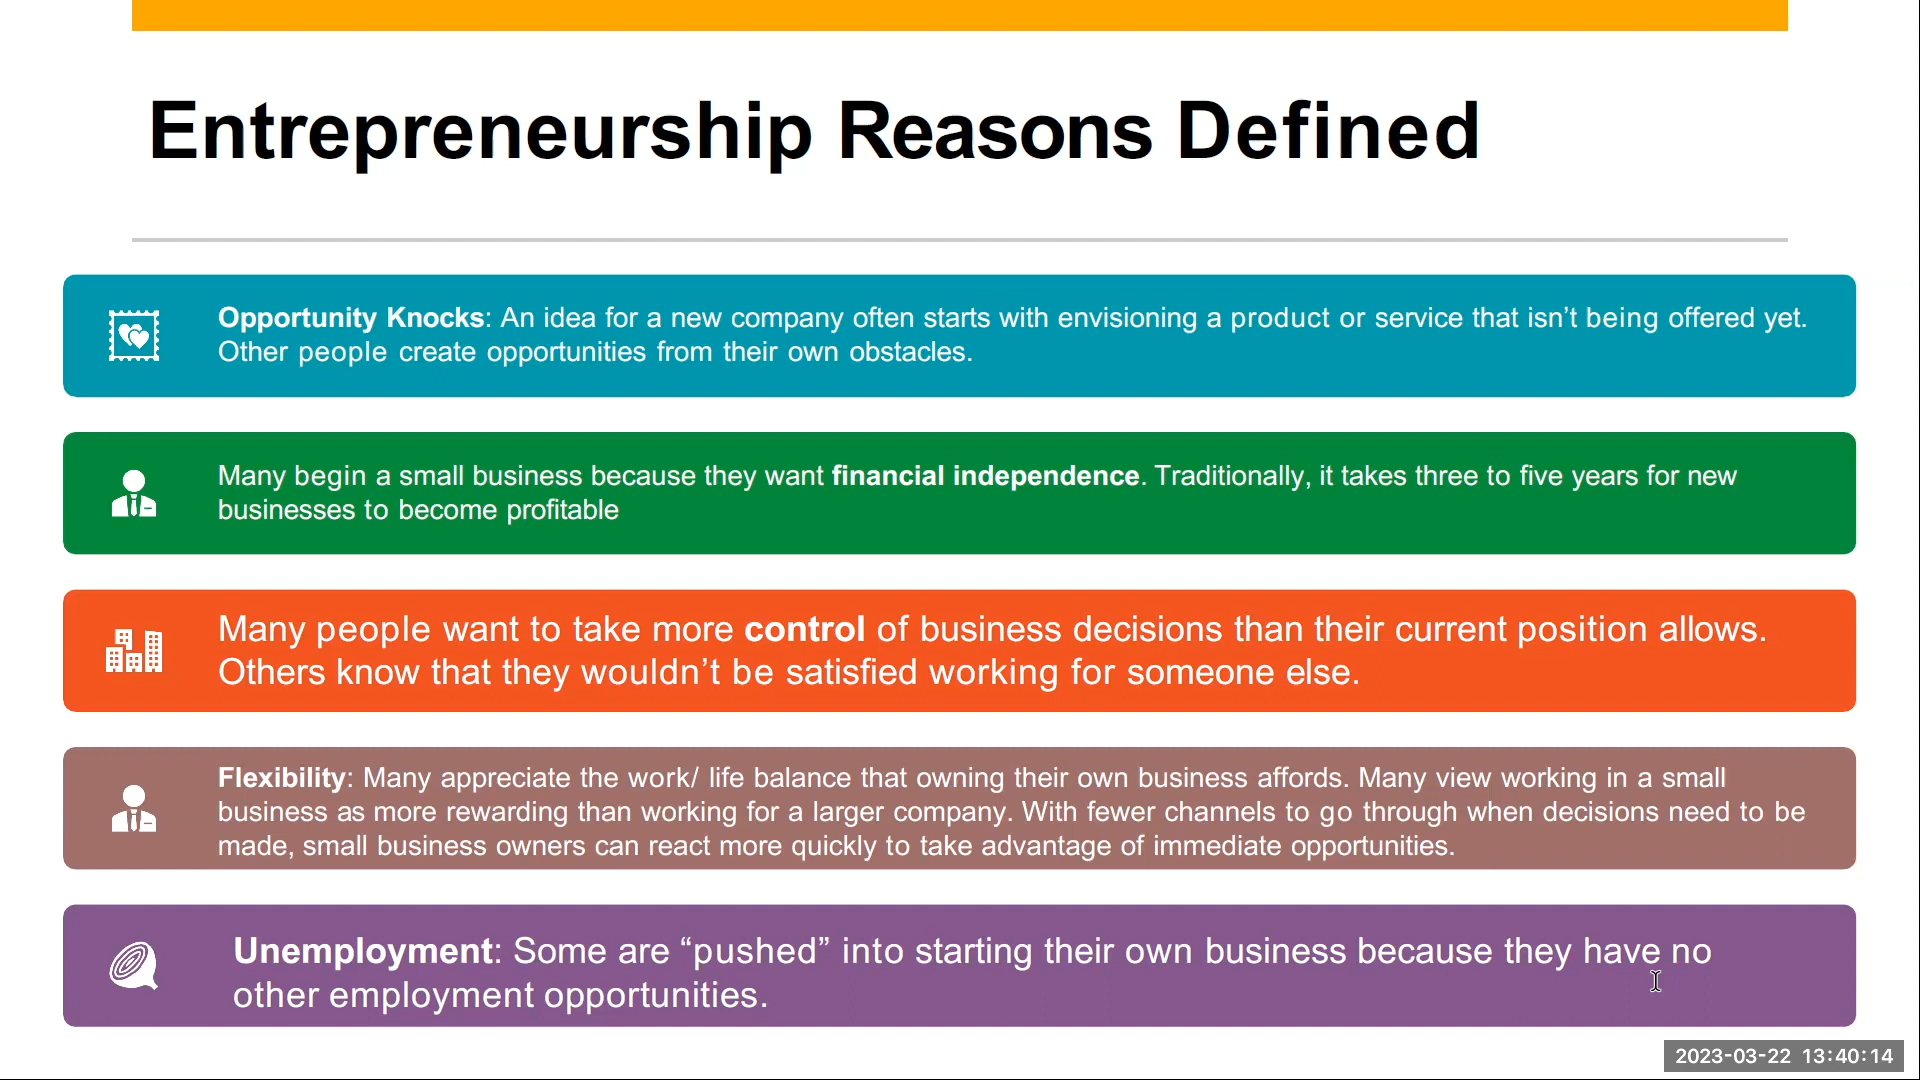 Entrepreneurship Reasons Defined
Opportunity Knocks: An idea for a new company often starts with envisioning a product or service that isn’t being offered yet.
Other people create opportunities from their own obstacles.
Many begin a small business because they want financial independence. Traditionally, it takes three to five years for new
businesses to become profitable
Many people want to take more control of business decisions than their current position allows.
Others know that they wouldn’t be satisfied working for someone else.
Flexibility: Many appreciate the work/ life balance that owning their own business affords. Many view working in a small
business as more rewarding than working for a larger company. With fewer channels to go through when decisions need to be
made, small business owners can react more quickly to take advantage of immediate opportunities.
Unemployment: Some are “pushed” into starting their own business because they have no
other employment opportunities.
2023-03-22 13:40:14